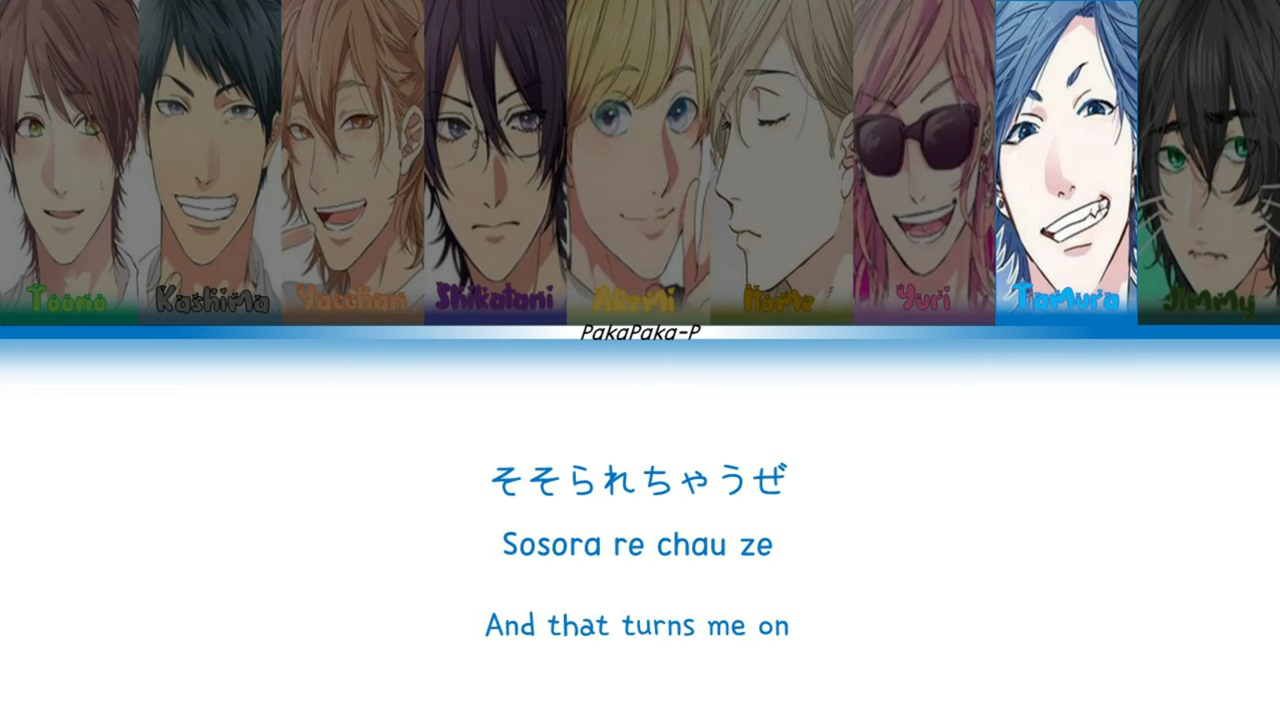 Toono
Kashima
Yacchan
Shikatani
Akemi
Itome
Yuri
Tamura
Jimmy
PakaPaka-P
そそられちゃうぜ
Sosora re chau ze
And that turns me on